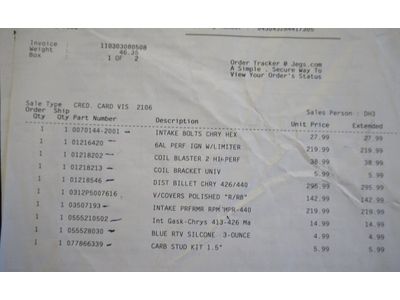 Invoice 110303080508
Weight 46.35
Box 1 OF 2
Order Tracker @ Jegs.com
A Simple, Secure Way To
View Your Order's Status
Sale Type CRED. CARD VIS 2106
Sales Person : DH3
Order Ship
Qty Qty Part Number Description Unit Price Extended
1 1 0070144-2001 INTAKE BOLTS CHRY HEX 27.99 27.99
1 1 01216420 6AL PERF IGN W/LIMITER 219.99 219.99
1 1 01218202 COIL BLASTER 2 HI-PERF 38.99 38.99
1 1 01218213 COIL BRACKET UNIV 5.99 5.99
1 1 01218546 DIST BILLET CHRY 426/440 295.99 295.99
1 1 0312P5007616 V/COVERS POLISHED "R/RB" 142.99 142.99
1 1 03507193 INTAKE PRFRMR RPM MPR-440 219.99 219.99
1 1 0555210502 Int Gask-Chrys 413-426 Ma 14.99 14.99
1 1 055528030 BLUE RTV SILCONE 3-OUNCE 4.99 4.99
1 1 077866339 CARB STUD KIT 1.5" 5.99 5.99